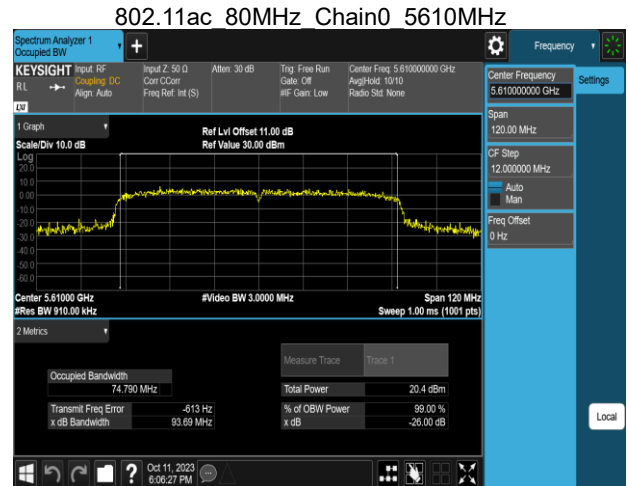 802.11ac_80MHz_Chain0_5610MHz
Spectrum Analyzer 1
Occupied BW
Frequency
KEYSIGHT
RL
Input: RF
Coupling: DC
Align: Auto
Input Z: 50 Ω
Corr CCorr
Freq Ref: Int (S)
Atten: 30 dB
Trig: Free Run
Gate: Off
#IF Gain: Low
Center Freq: 5.610000000 GHz
Avg|Hold: 10/10
Radio Std: None
LXI
Center Frequency
5.610000000 GHz
Settings
Span
120.00 MHz
CF Step
12.000000 MHz
Auto
Man
Freq Offset
0 Hz
Local
1 Graph
Scale/Div 10.0 dB
Ref Lvl Offset 11.00 dB
Ref Value 30.00 dBm
Log
20.0
10.0
0.00
-10.0
-20.0
-30.0
-40.0
-50.0
-60.0
Center 5.61000 GHz
#Video BW 3.0000 MHz
Span 120 MHz
#Res BW 910.00 kHz
Sweep 1.00 ms (1001 pts)
2 Metrics
Measure Trace
Trace 1
Occupied Bandwidth
74.790 MHz
Total Power
20.4 dBm
Transmit Freq Error
-613 Hz
% of OBW Power
99.00 %
x dB Bandwidth
93.69 MHz
x dB
-26.00 dB
?
Oct 11, 2023
6:06:27 PM